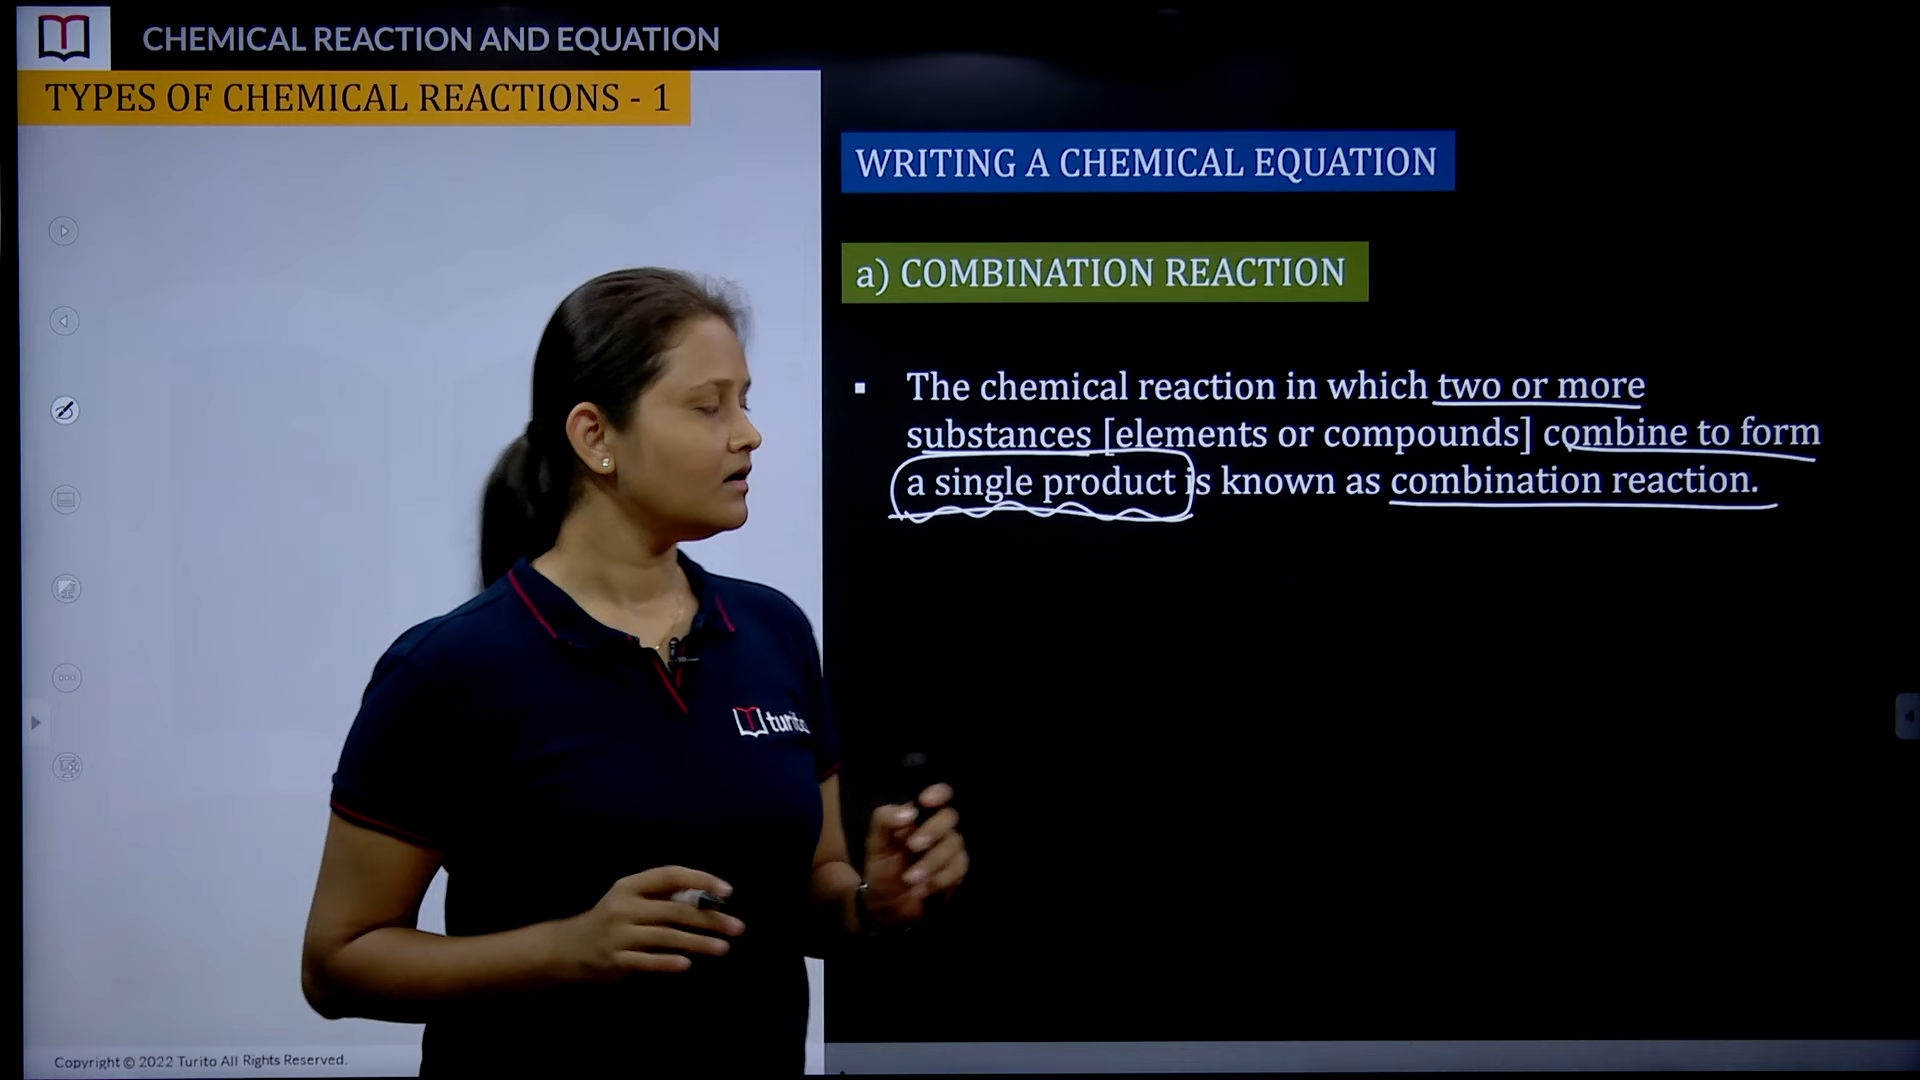 CHEMICAL REACTION AND EQUATION
TYPES OF CHEMICAL REACTIONS - 1
WRITING A CHEMICAL EQUATION
a) COMBINATION REACTION
▪ The chemical reaction in which two or more
substances [elements or compounds] combine to form
a single product is known as combination reaction.
turito
Copyright © 2022 Turito All Rights Reserved.